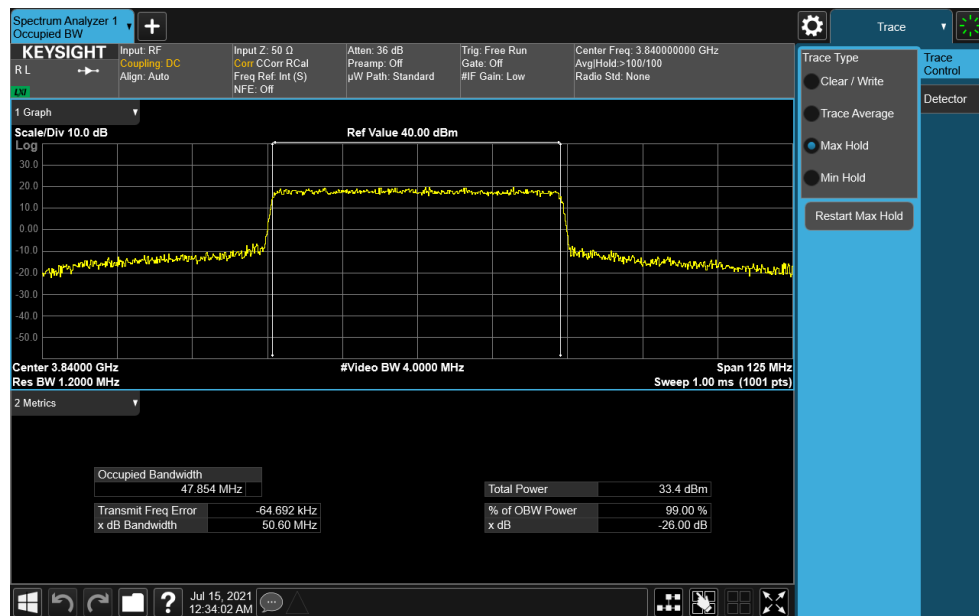 Spectrum Analyzer 1
Occupied BW
+
Trace
KEYSIGHT
R L
LXI
Input: RF
Coupling: DC
Align: Auto
Input Z: 50 Ω
Corr CCorr RCal
Freq Ref: Int (S)
NFE: Off
Atten: 36 dB
Preamp: Off
µW Path: Standard
Trig: Free Run
Gate: Off
#IF Gain: Low
Center Freq: 3.840000000 GHz
Avg|Hold:>100/100
Radio Std: None
Trace Type
Clear / Write
Trace Average
Max Hold
Min Hold
Restart Max Hold
Trace
Control
Detector
1 Graph
Scale/Div 10.0 dB
Ref Value 40.00 dBm
Log
30.0
20.0
10.0
0.00
-10.0
-20.0
-30.0
-40.0
-50.0
Center 3.84000 GHz
#Video BW 4.0000 MHz
Span 125 MHz
Res BW 1.2000 MHz
Sweep 1.00 ms (1001 pts)
2 Metrics
Occupied Bandwidth
47.854 MHz
Total Power 33.4 dBm
Transmit Freq Error -64.692 kHz
% of OBW Power 99.00 %
x dB Bandwidth 50.60 MHz
x dB -26.00 dB
?
Jul 15, 2021
12:34:02 AM